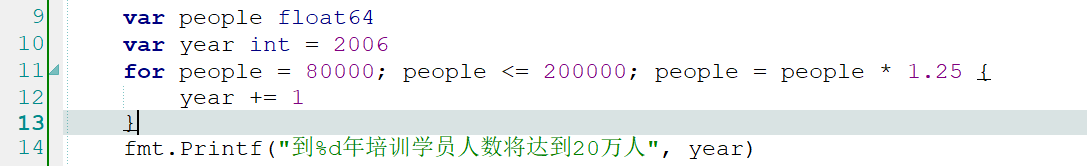 9 var people float64
10 var year int = 2006
11 for people = 80000; people <= 200000; people = people * 1.25 {
12 year += 1
13 }
14 fmt.Printf("到%d年培训学员人数将达到20万人", year)